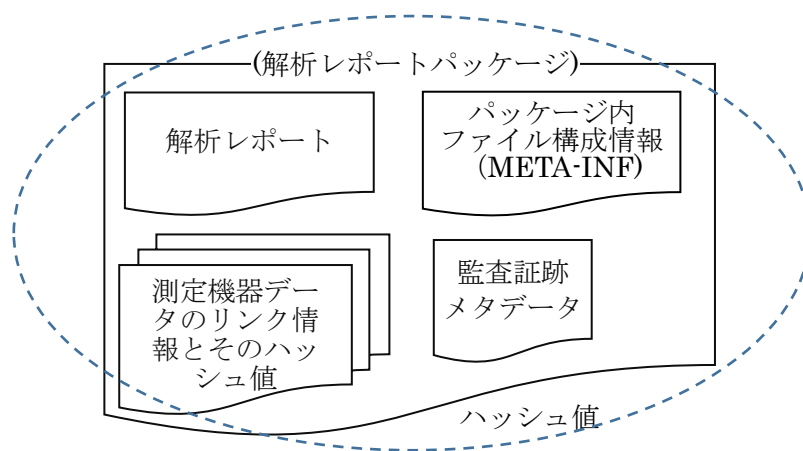 (解析レポートパッケージ)
解析レポート
パッケージ内
ファイル構成情報
(META-INF)
測定機器デー
タのリンク情
報とそのハッ
シュ値
監査証跡
メタデータ
ハッシュ値